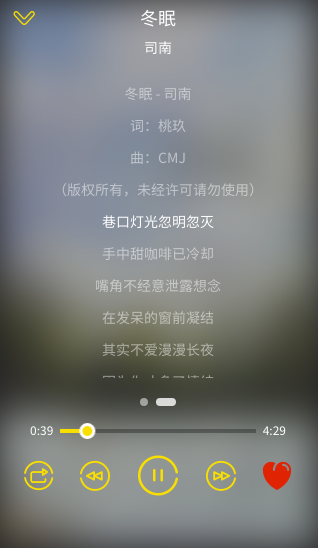 冬眠
司南
冬眠 - 司南
词：桃玖
曲：CMJ
（版权所有，未经许可请勿使用）
巷口灯光忽明忽灭
手中甜咖啡已冷却
嘴角不经意泄露想念
在发呆的窗前凝结
其实不爱漫漫长夜
0:39
4:29